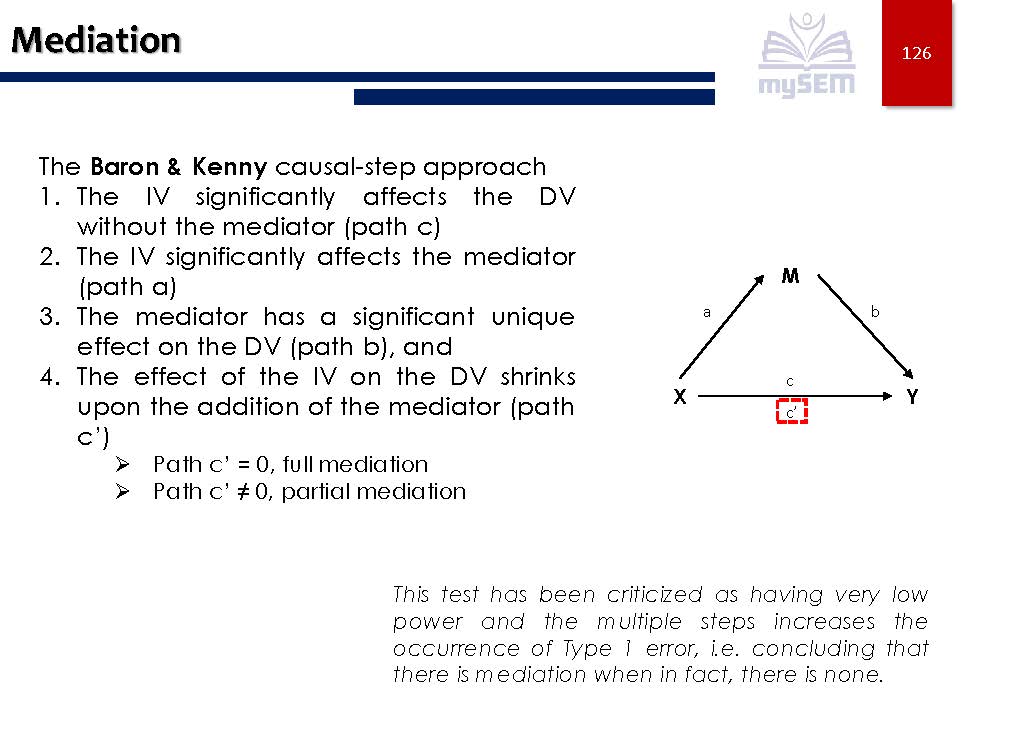 Mediation
mySEM
126
The Baron & Kenny causal-step approach
1. The IV significantly affects the DV
without the mediator (path c)
2. The IV significantly affects the mediator
(path a)
3. The mediator has a significant unique
effect on the DV (path b), and
4. The effect of the IV on the DV shrinks
upon the addition of the mediator (path
c’)
➢ Path c’ = 0, full mediation
➢ Path c’ ≠ 0, partial mediation
M
a
b
c
X
Y
c’
This test has been criticized as having very low
power and the multiple steps increases the
occurrence of Type 1 error, i.e. concluding that
there is mediation when in fact, there is none.